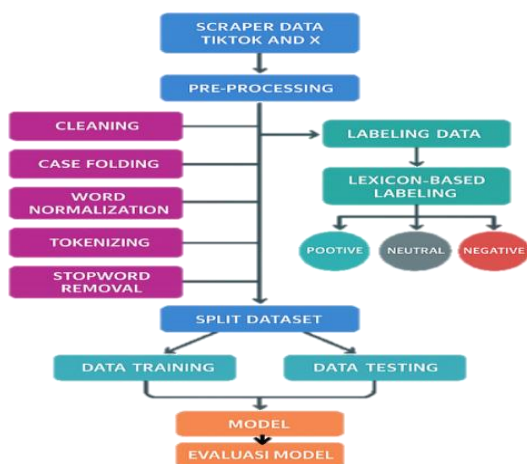 SCRAPER DATA
TIKTOK AND X
PRE-PROCESSING
CLEANING
CASE FOLDING
WORD
NORMALIZATION
TOKENIZING
STOPWORD
REMOVAL
LABELING DATA
LEXICON-BASED
LABELING
POOTIVE
NEUTRAL
NEGATIVE
SPLIT DATASET
DATA TRAINING
DATA TESTING
MODEL
EVALUASI MODEL